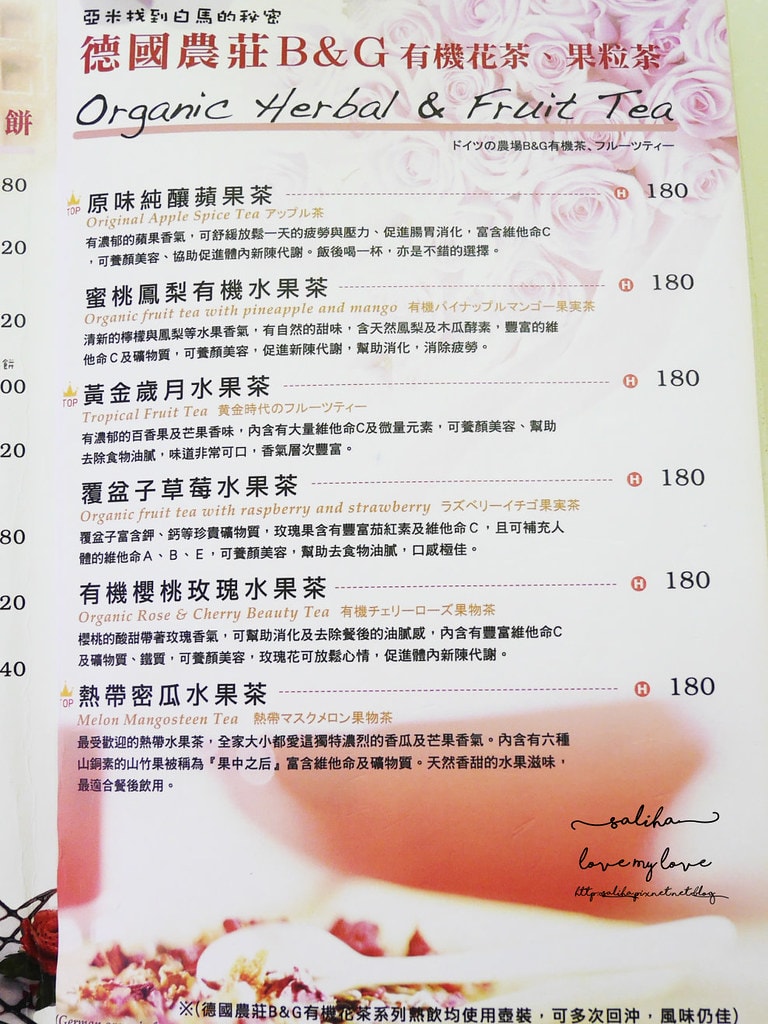 亞米找到白馬的秘密
德國農莊B&G 有機花茶、果粒茶
Organic Herbal & Fruit Tea
ドイツの農場B&G有機茶、フルーツティー
餅
80
20
20
餅
00
20
80
20
40
TOP 原味純釀蘋果茶 H 180
Original Apple Spice Tea アップル茶
有濃郁的蘋果香氣，可舒緩放鬆一天的疲勞與壓力、促進腸胃消化，富含維他命C
，可養顏美容、協助促進體內新陳代謝。飯後喝一杯，亦是不錯的選擇。
蜜桃鳳梨有機水果茶 H 180
Organic fruit tea with pineapple and mango 有機パイナップルマンゴー果実茶
清新的檸檬與鳳梨等水果香氣，有自然的甜味，含天然鳳梨及木瓜酵素，豐富的維
他命C及礦物質，可養顏美容，促進新陳代謝，幫助消化，消除疲勞。
TOP 黃金歲月水果茶 H 180
Tropical Fruit Tea 黄金時代のフルーツティー
有濃郁的百香果及芒果香味，內含有大量維他命C及微量元素，可養顏美容、幫助
去除食物油膩，味道非常可口，香氣層次豐富。
覆盆子草莓水果茶 H 180
Organic fruit tea with raspberry and strawberry ラズベリーイチゴ果実茶
覆盆子富含鉀、鈣等珍貴礦物質，玫瑰果含有豐富茄紅素及維他命C，且可補充人
體的維他命A、B、E，可養顏美容，幫助去食物油膩，口感極佳。
有機櫻桃玫瑰水果茶 H 180
Organic Rose & Cherry Beauty Tea 有機チェリーローズ果物茶
櫻桃的酸甜帶著玫瑰香氣，可幫助消化及去除餐後的油膩感，內含有豐富維他命C
及礦物質、鐵質，可養顏美容，玫瑰花可放鬆心情，促進體內新陳代謝。
TOP 熱帶密瓜水果茶 H 180
Melon Mangosteen Tea 熱帶マスクメロン果物茶
最受歡迎的熱帶水果茶，全家大小都愛這獨特濃烈的香瓜及芒果香氣。內含有六種
山銅素的山竹果被稱為『果中之后』富含維他命及礦物質。天然香甜的水果滋味，
最適合餐後飲用。
saliha
love my love
http://saliha.pixnet.net/blog
※(德國農莊B&G有機花茶系列熱飲均使用壺裝，可多次回沖，風味仍佳)
(German